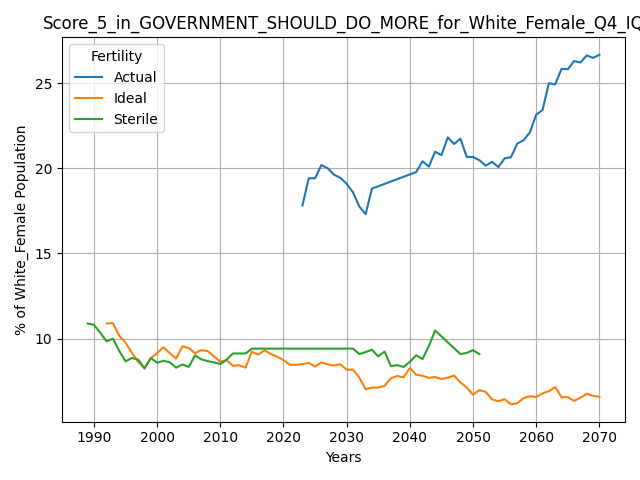 Score_5_in_GOVERNMENT_SHOULD_DO_MORE_for_White_Female_Q4_IQ
Fertility
Actual
Ideal
Sterile
% of White_Female Population
25
20
15
10
1990 2000 2010 2020 2030 2040 2050 2060 2070
Years